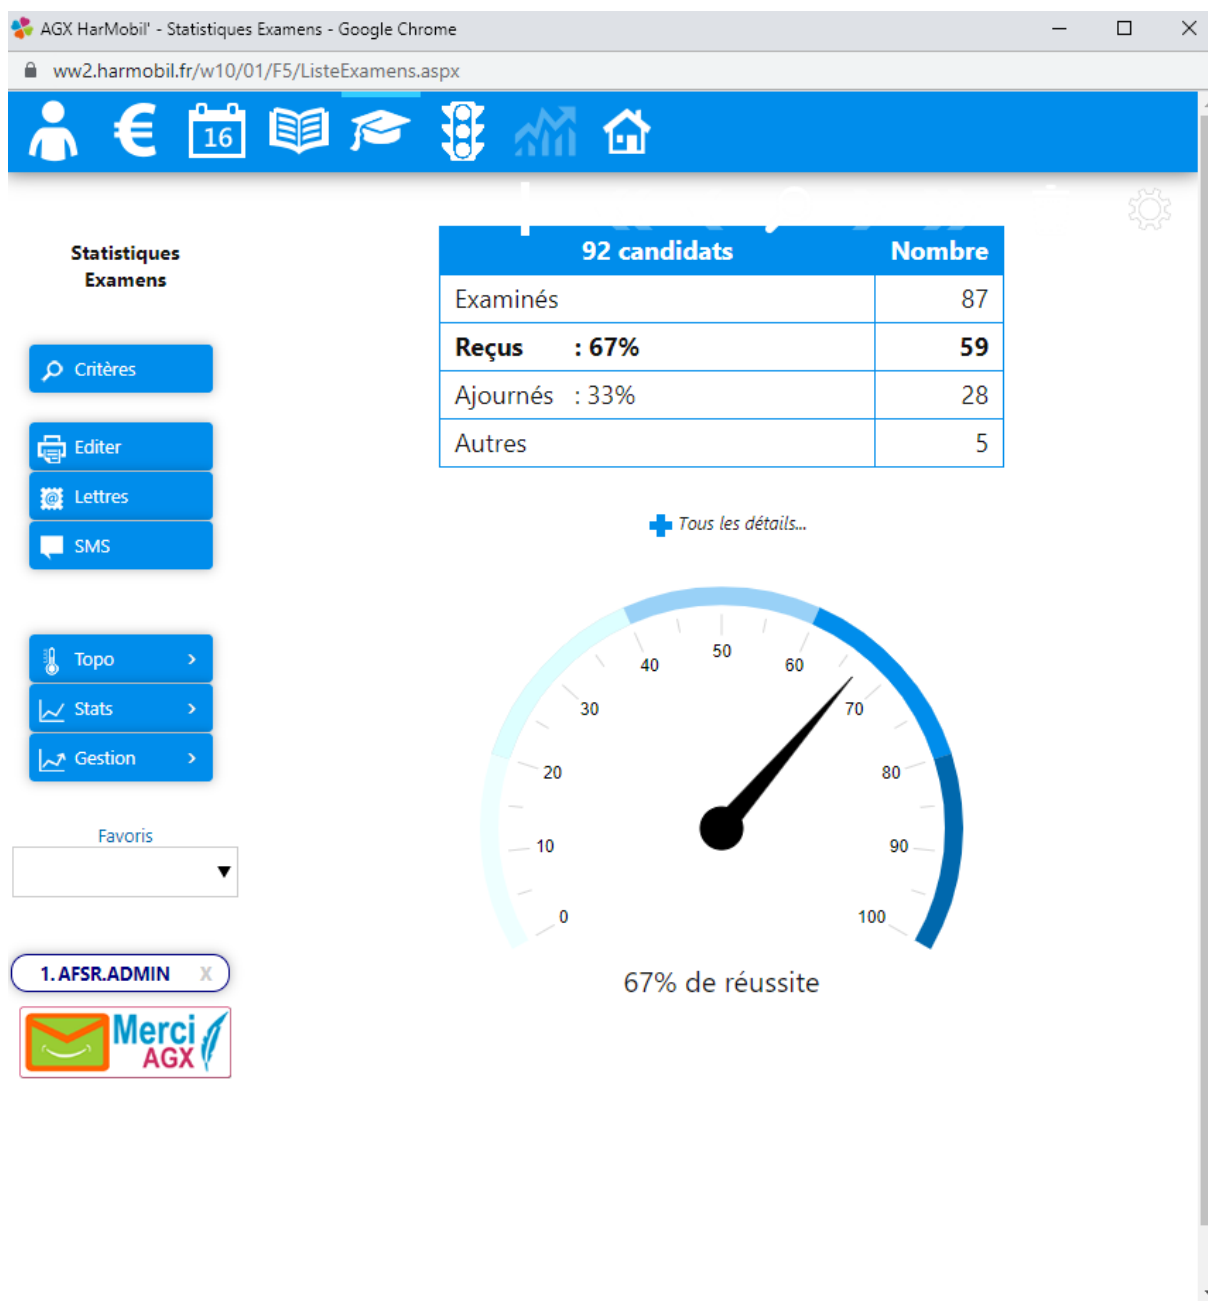 AGX HarMobil' - Statistiques Examens - Google Chrome
ww2.harmobil.fr/w10/01/F5/ListeExamens.aspx
16
Statistiques
Examens
92 candidats Nombre
Examinés 87
Reçus : 67% 59
Ajournés : 33% 28
Autres 5
Critères
Editer
Lettres
SMS
Tous les détails...
Topo >
Stats >
Gestion >
Favoris
0
10
20
30
40
50
60
70
80
90
100
67% de réussite
1. AFSR.ADMIN X
Merci
AGX